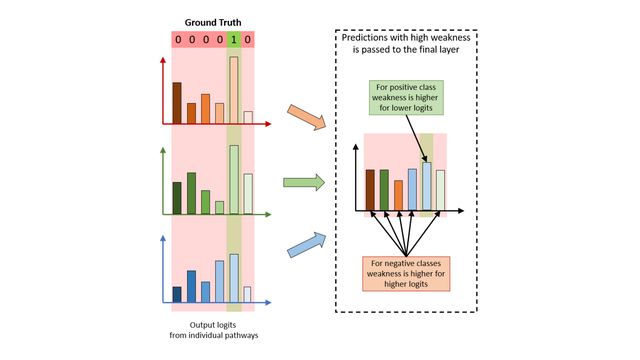 Ground Truth
0 0 0 0 1 0
Output logits
from individual pathways
Predictions with high weakness
is passed to the final layer
For positive class
weakness is higher
for lower logits
For negative classes
weakness is higher for
higher logits